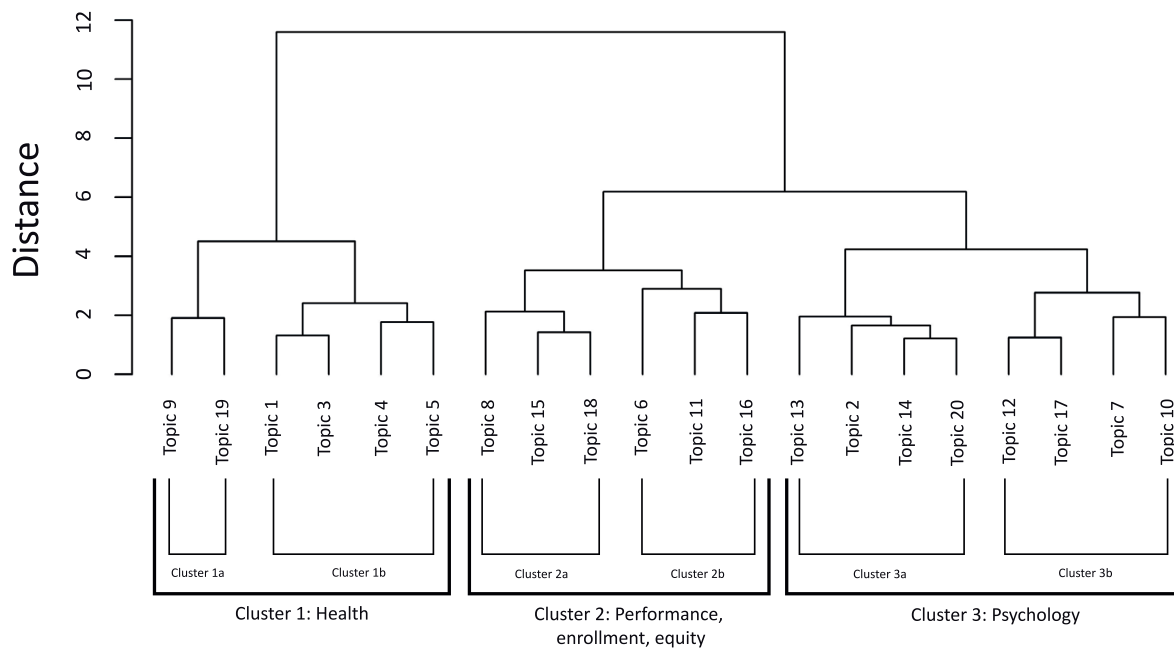 Distance
12
10
8
6
4
2
0
Topic 9
Topic 19
Topic 1
Topic 3
Topic 4
Topic 5
Topic 8
Topic 15
Topic 18
Topic 6
Topic 11
Topic 16
Topic 13
Topic 2
Topic 14
Topic 20
Topic 12
Topic 17
Topic 7
Topic 10
Cluster 1a
Cluster 1b
Cluster 2a
Cluster 2b
Cluster 3a
Cluster 3b
Cluster 1: Health
Cluster 2: Performance,
enrollment, equity
Cluster 3: Psychology